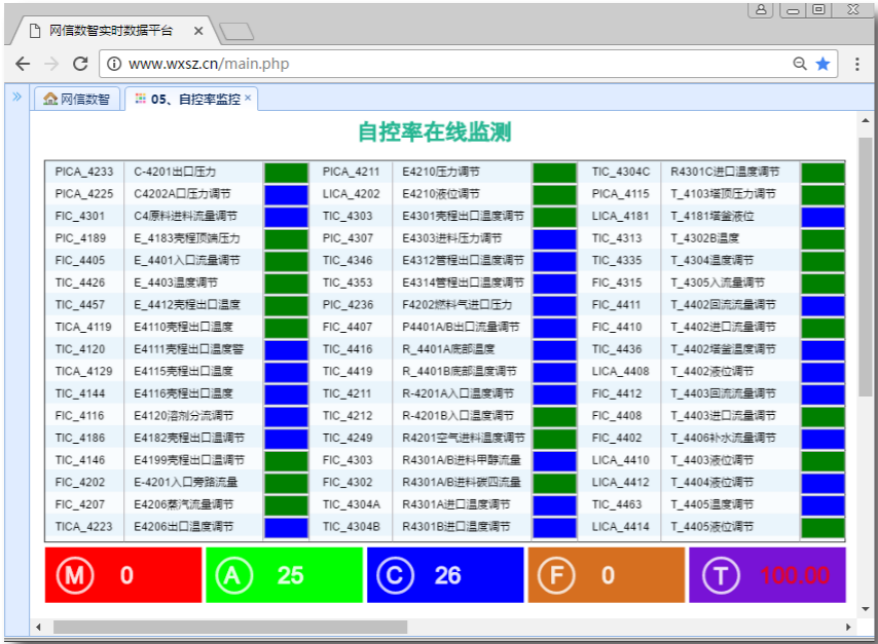 网信数智实时数据平台
www.wxsz.cn/main.php
网信数智 05、自控率监控
自控率在线监测
PICA_4233 C-4201出口压力 PICA_4211 E4210压力调节 TIC_4304C R4301C进口温度调节
PICA_4225 C4202A口压力调节 LICA_4202 E4210液位调节 PICA_4115 T_4103塔顶压力调节
FIC_4301 C4原料进料流量调节 TIC_4303 E4301壳程出口温度调节 LICA_4181 T_4181塔釜液位
PIC_4189 E_4183壳程顶端压力 PIC_4307 E4303进料压力调节 TIC_4313 T_4302B温度
FIC_4405 E_4401入口流量调节 TIC_4346 E4312管程出口温度调节 TIC_4335 T_4304温度调节
TIC_4426 E_4403温度调节 TIC_4353 E4314管程出口温度调节 FIC_4315 T_4305入流量调节
TIC_4457 E_4412壳程出口温度 PIC_4236 F4202燃料气进口压力 FIC_4411 T_4402回流流量调节
TICA_4119 E4110壳程出口温度 FIC_4407 P4401A/B出口流量调节 FIC_4410 T_4402进口流量调节
TIC_4120 E4111壳程出口温度警 TIC_4416 R_4401A底部温度 TIC_4436 T_4402塔釜温度调节
TICA_4129 E4115壳程出口温度 TIC_4419 R_4401B底部温度调节 LICA_4408 T_4402液位调节
TIC_4144 E4116壳程出口温度 TIC_4211 R-4201A入口温度调节 FIC_4412 T_4403回流流量调节
FIC_4116 E4120溶剂分流调节 TIC_4212 R-4201B入口温度调节 FIC_4408 T_4403进口流量调节
TIC_4186 E4182壳程出口温调节 TIC_4249 R4201空气进料温度调节 FIC_4402 T_4406补水流量调节
TIC_4146 E4199壳程出口温调节 FIC_4303 R4301A/B进料甲醇流量 LICA_4410 T_4403液位调节
FIC_4202 E-4201入口旁路流量 FIC_4302 R4301A/B进料碳四流量 LICA_4412 T_4404液位调节
FIC_4207 E4206蒸汽流量调节 TIC_4304A R4301A进口温度调节 TIC_4463 T_4405温度调节
TICA_4223 E4206出口温度调节 TIC_4304B R4301B进口温度调节 LICA_4414 T_4405液位调节
M 0 A 25 C 26 F 0 T 100.00